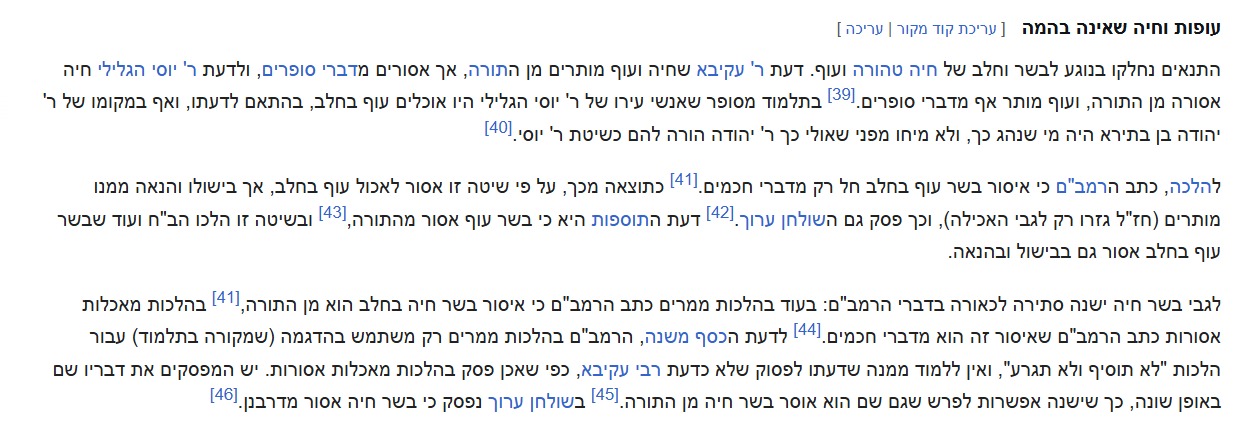 עופות וחיה שאינה בהמה [ עריכת קוד מקור | עריכה ]
התנאים נחלקו בנוגע לבשר וחלב של חיה טהורה ועוף. דעת ר' עקיבא שחיה ועוף מותרים מן התורה, אך אסורים מדברי סופרים, ולדעת ר' יוסי הגלילי חיה
אסורה מן התורה, ועוף מותר אף מדברי סופרים.[39] בתלמוד מסופר שאנשי עירו של ר' יוסי הגלילי היו אוכלים עוף בחלב, בהתאם לדעתו, ואף במקומו של ר'
יהודה בן בתירא היה מי שנהג כך, ולא מיחו מפני שאולי כך ר' יהודה הורה להם כשיטת ר' יוסי.[40]
להלכה, כתב הרמב"ם כי איסור בשר עוף בחלב חל רק מדברי חכמים.[41] כתוצאה מכך, על פי שיטה זו אסור לאכול עוף בחלב, אך בישולו והנאה ממנו
מותרים (חז"ל גזרו רק לגבי האכילה), וכך פסק גם השולחן ערוך.[42] דעת התוספות היא כי בשר עוף אסור מהתורה,[43] ובשיטה זו הלכו הב"ח ועוד שבשר
עוף בחלב אסור גם בבישול ובהנאה.
לגבי בשר חיה ישנה סתירה לכאורה בדברי הרמב"ם: בעוד בהלכות ממרים כתב הרמב"ם כי איסור בשר חיה בחלב הוא מן התורה,[41] בהלכות מאכלות
אסורות כתב הרמב"ם שאיסור זה הוא מדברי חכמים.[44] לדעת הכסף משנה, הרמב"ם בהלכות ממרים רק משתמש בהדגמה (שמקורה בתלמוד) עבור
הלכות "לא תוסיף ולא תגרע", ואין ללמוד ממנה שדעתו לפסוק שלא כדעת רבי עקיבא, כפי שאכן פסק בהלכות מאכלות אסורות. יש המפסקים את דבריו שם
באופן שונה, כך שישנה אפשרות לפרש שגם שם הוא אוסר בשר חיה מן התורה.[45] בשולחן ערוך נפסק כי בשר חיה אסור מדרבנן.[46]